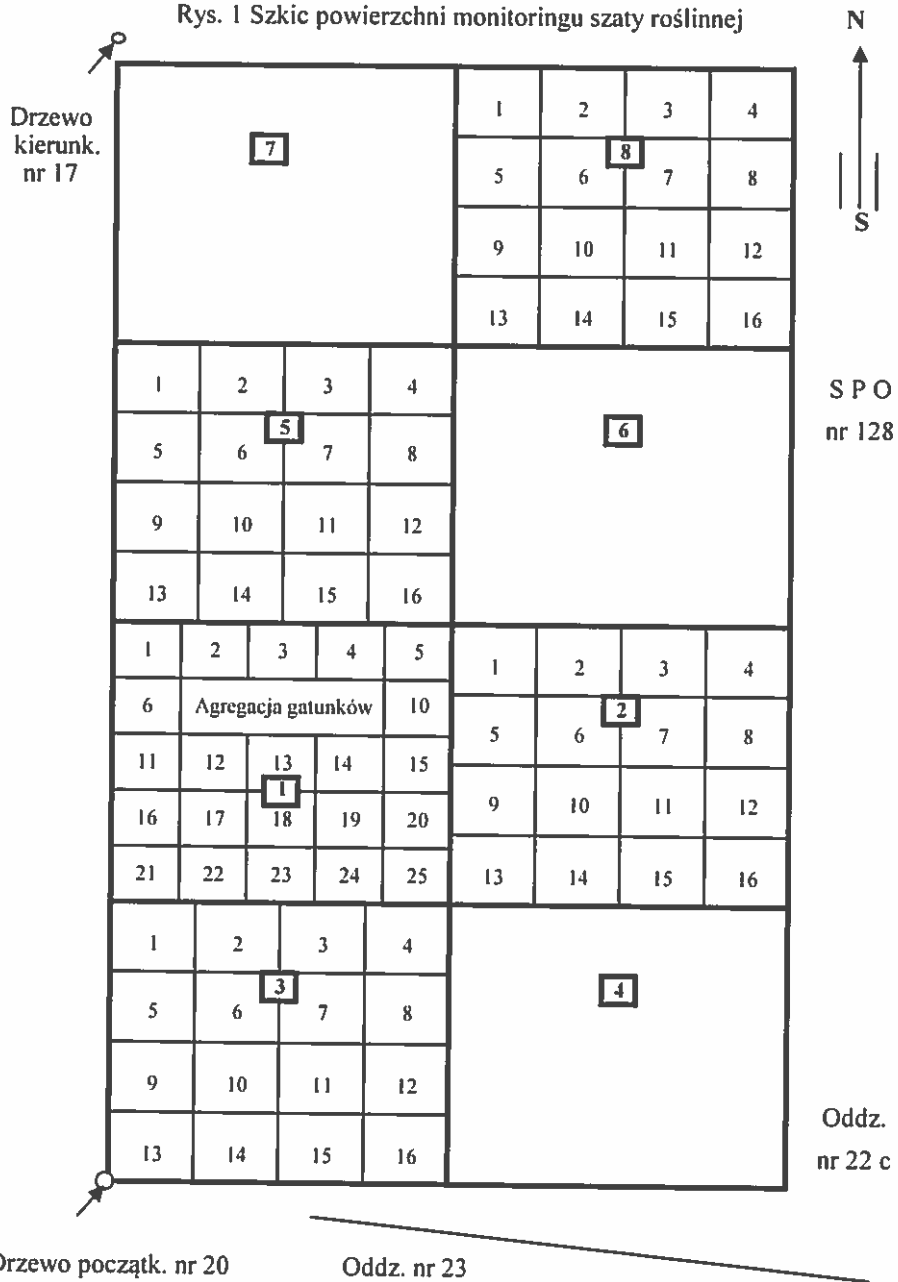 Rys. 1 Szkic powierzchni monitoringu szaty roślinnej
N
Drzewo
kierunk.
nr 17
7
1 2 3 4
8
5 6 7 8
9 10 11 12
13 14 15 16
S
1 2 3 4
5
5 6 7 8
9 10 11 12
13 14 15 16
6
S P O
nr 128
1 2 3 4 5
6 Agregacja gatunków 10
11 12 13 14 15
1
16 17 18 19 20
21 22 23 24 25
1 2 3 4
2
5 6 7 8
9 10 11 12
13 14 15 16
1 2 3 4
3
5 6 7 8
9 10 11 12
13 14 15 16
4
Oddz.
nr 22 c
Drzewo początk. nr 20
Oddz. nr 23